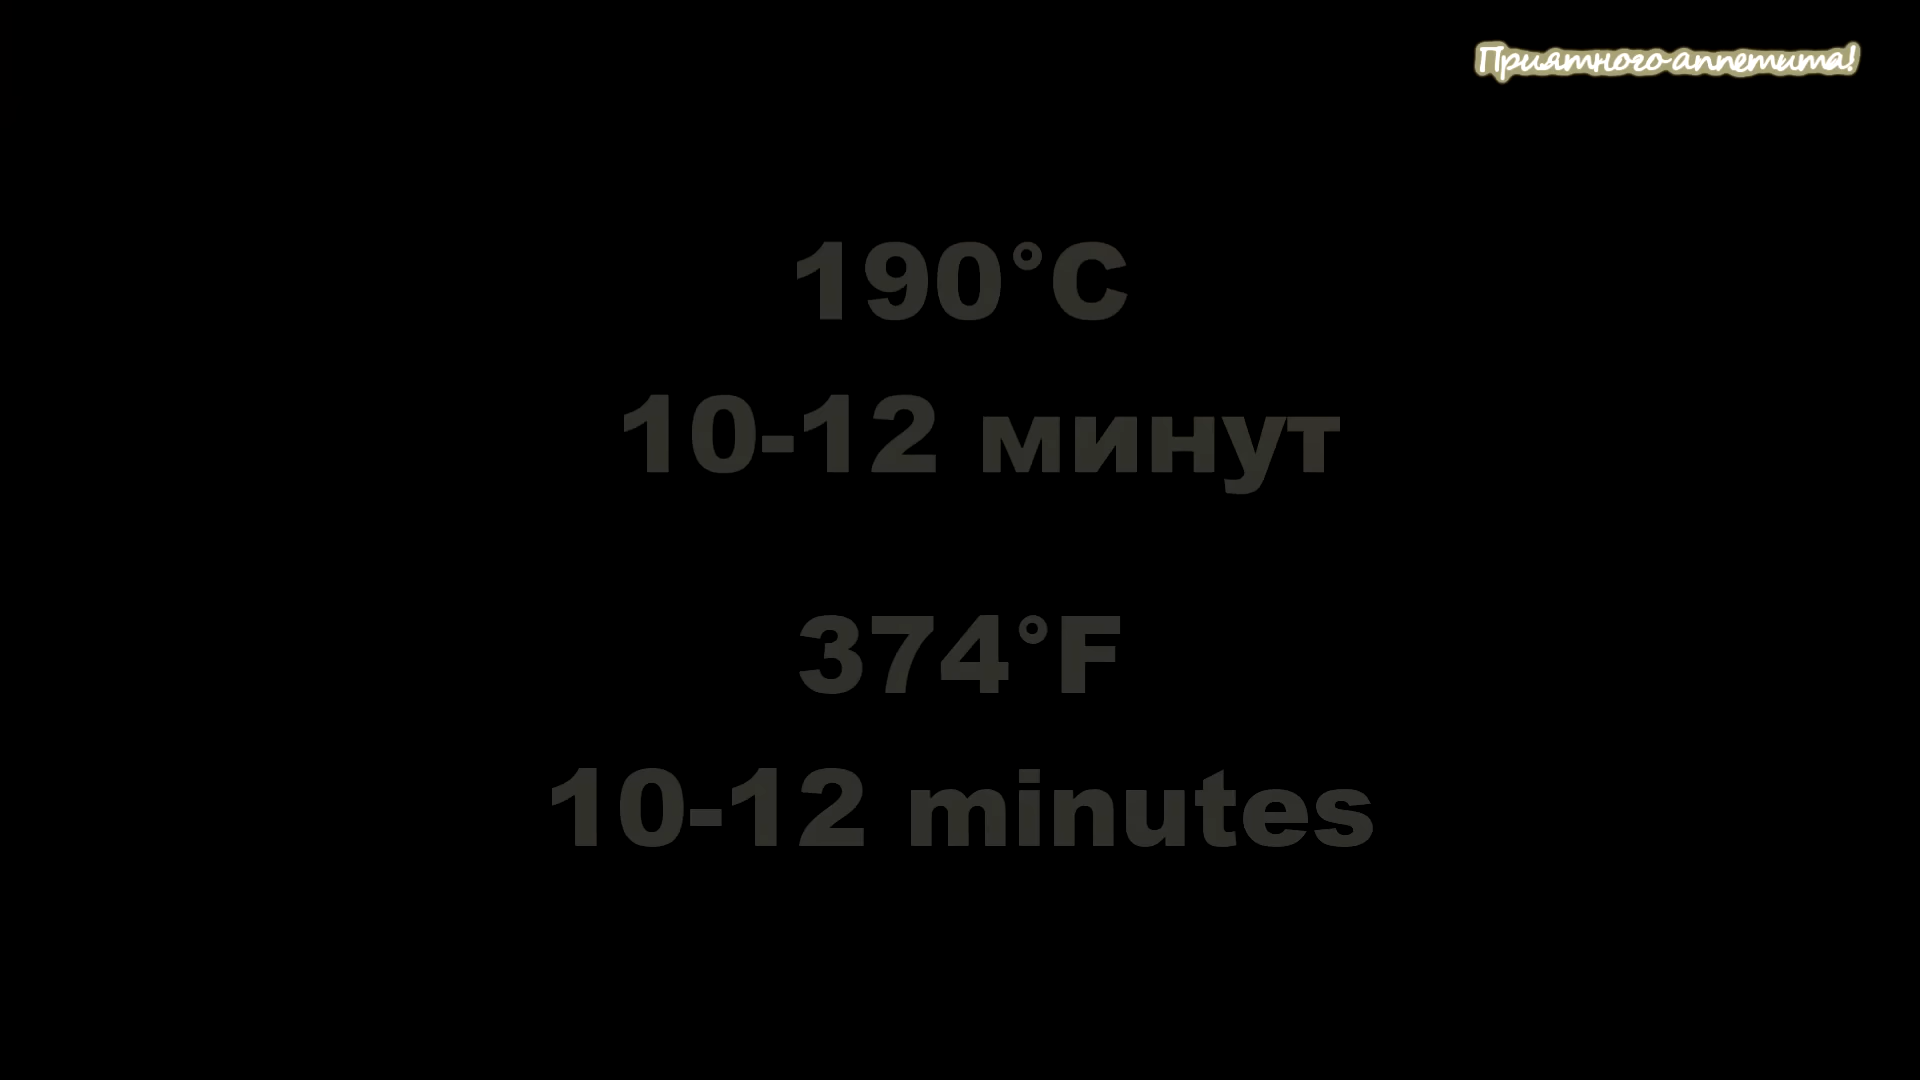 Приятного аппетита!
190°C
10-12 минут
374°F
10-12 minutes